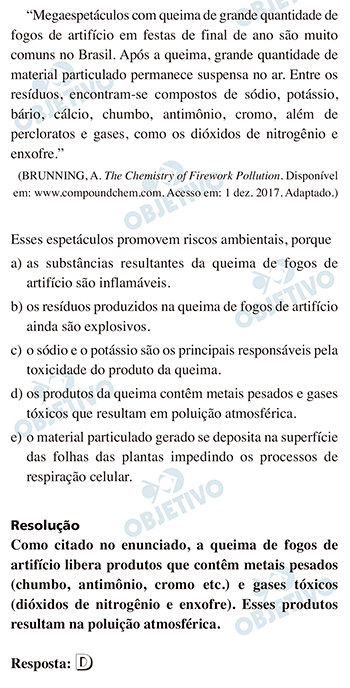 “Megaespetáculos com queima de grande quantidade de
fogos de artifício em festas de final de ano são muito
comuns no Brasil. Após a queima, grande quantidade de
material particulado permanece suspensa no ar. Entre os
resíduos, encontram-se compostos de sódio, potássio,
bário, cálcio, chumbo, antimônio, cromo, além de
percloratos e gases, como os dióxidos de nitrogênio e
enxofre.”
(BRUNNING, A. The Chemistry of Firework Pollution. Disponível
em: www.compoundchem.com. Acesso em: 1 dez. 2017. Adaptado.)
Esses espetáculos promovem riscos ambientais, porque
a) as substâncias resultantes da queima de fogos de
artifício são inflamáveis.
b) os resíduos produzidos na queima de fogos de artifício
ainda são explosivos.
c) o sódio e o potássio são os principais responsáveis pela
toxicidade do produto da queima.
d) os produtos da queima contêm metais pesados e gases
tóxicos que resultam em poluição atmosférica.
e) o material particulado gerado se deposita na superfície
das folhas das plantas impedindo os processos de
respiração celular.
Resolução
Como citado no enunciado, a queima de fogos de
artifício libera produtos que contêm metais pesados
(chumbo, antimônio, cromo etc.) e gases tóxicos
(dióxidos de nitrogênio e enxofre). Esses produtos
resultam na poluição atmosférica.
Resposta: D
OBJETIVO
OBJETIVO
OBJETIVO
OBJETIVO
OBJETIVO
OBJETIVO